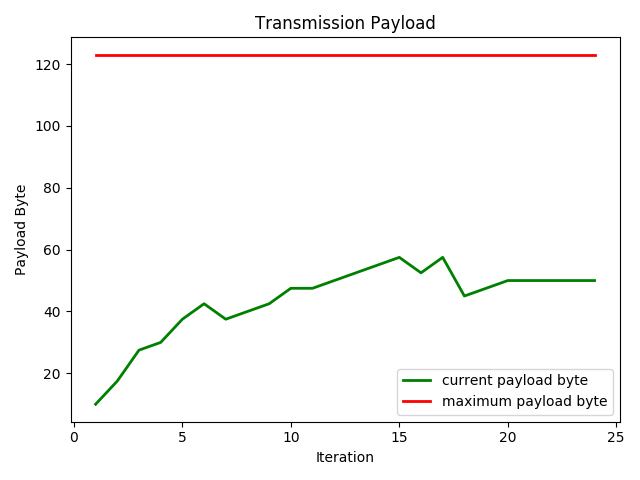 Transmission Payload
120
100
80
60
40
20
Payload Byte
current payload byte
maximum payload byte
0
5
10
15
20
25
Iteration